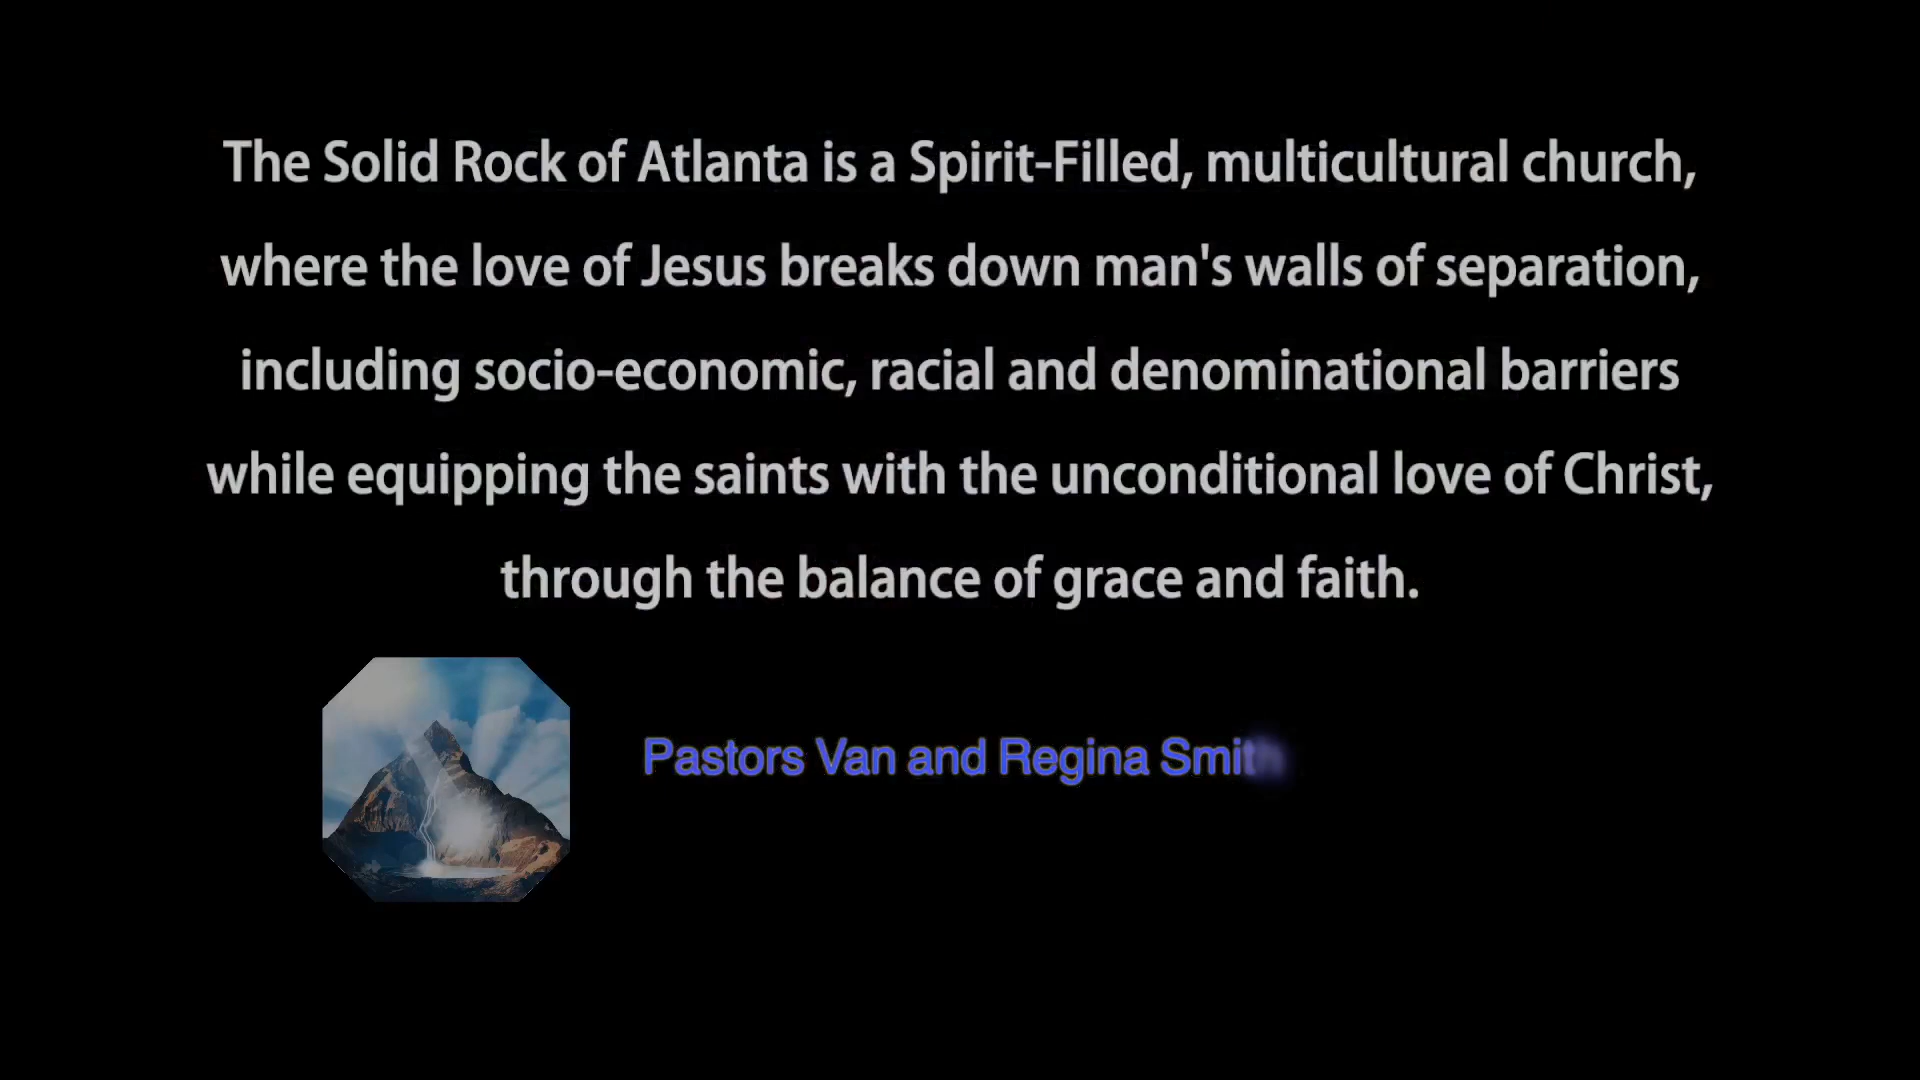 The Solid Rock of Atlanta is a Spirit-Filled, multicultural church,
where the love of Jesus breaks down man's walls of separation,
including socio-economic, racial and denominational barriers
while equipping the saints with the unconditional love of Christ,
through the balance of grace and faith.
Pastors Van and Regina Smith